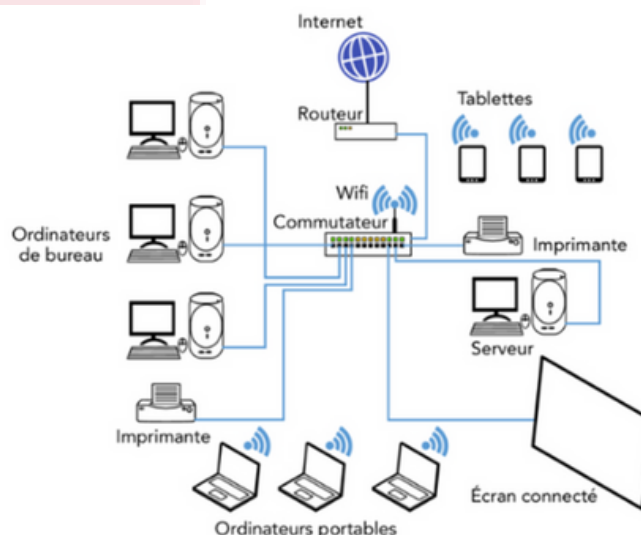 Internet
Tablettes
Routeur
Wifi
Commutateur
Ordinateurs
de bureau
Imprimante
Serveur
Imprimante
Écran connecté
Ordinateurs portables